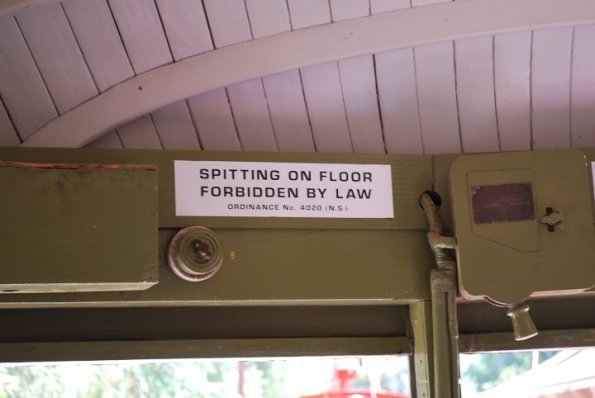 SPITTING ON FLOOR
FORBIDDEN BY LAW
ORDINANCE No. 4020 (N.S.)